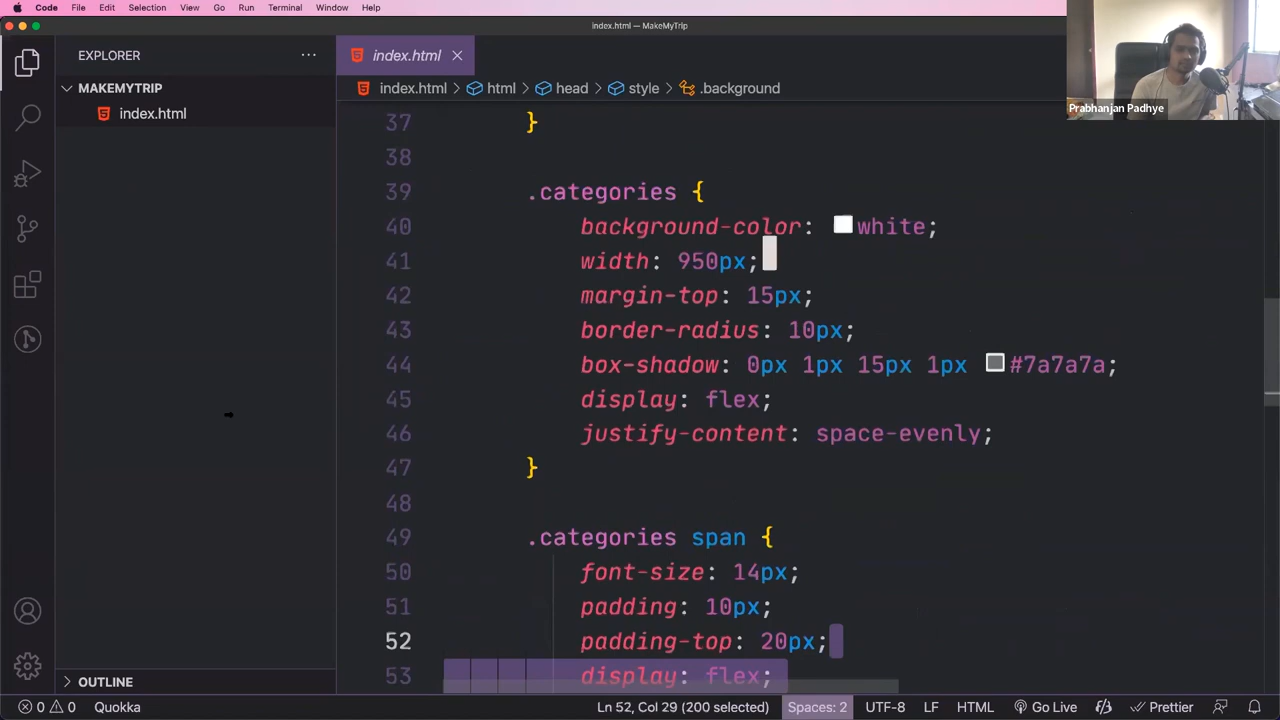 Code File Edit Selection View Go Run Terminal Window Help
index.html — MakeMyTrip
Prabhanjan Padhye
EXPLORER
MAKEMYTRIP
index.html
OUTLINE
index.html
index.html > html > head > style > .background
37 }
38
39 .categories {
40 background-color: white;
41 width: 950px;
42 margin-top: 15px;
43 border-radius: 10px;
44 box-shadow: 0px 1px 15px 1px #7a7a7a;
45 display: flex;
46 justify-content: space-evenly;
47 }
48
49 .categories span {
50 font-size: 14px;
51 padding: 10px;
52 padding-top: 20px;
53 display: flex;
0 0 Quokka Ln 52, Col 29 (200 selected) Spaces: 2 UTF-8 LF HTML Go Live Prettier